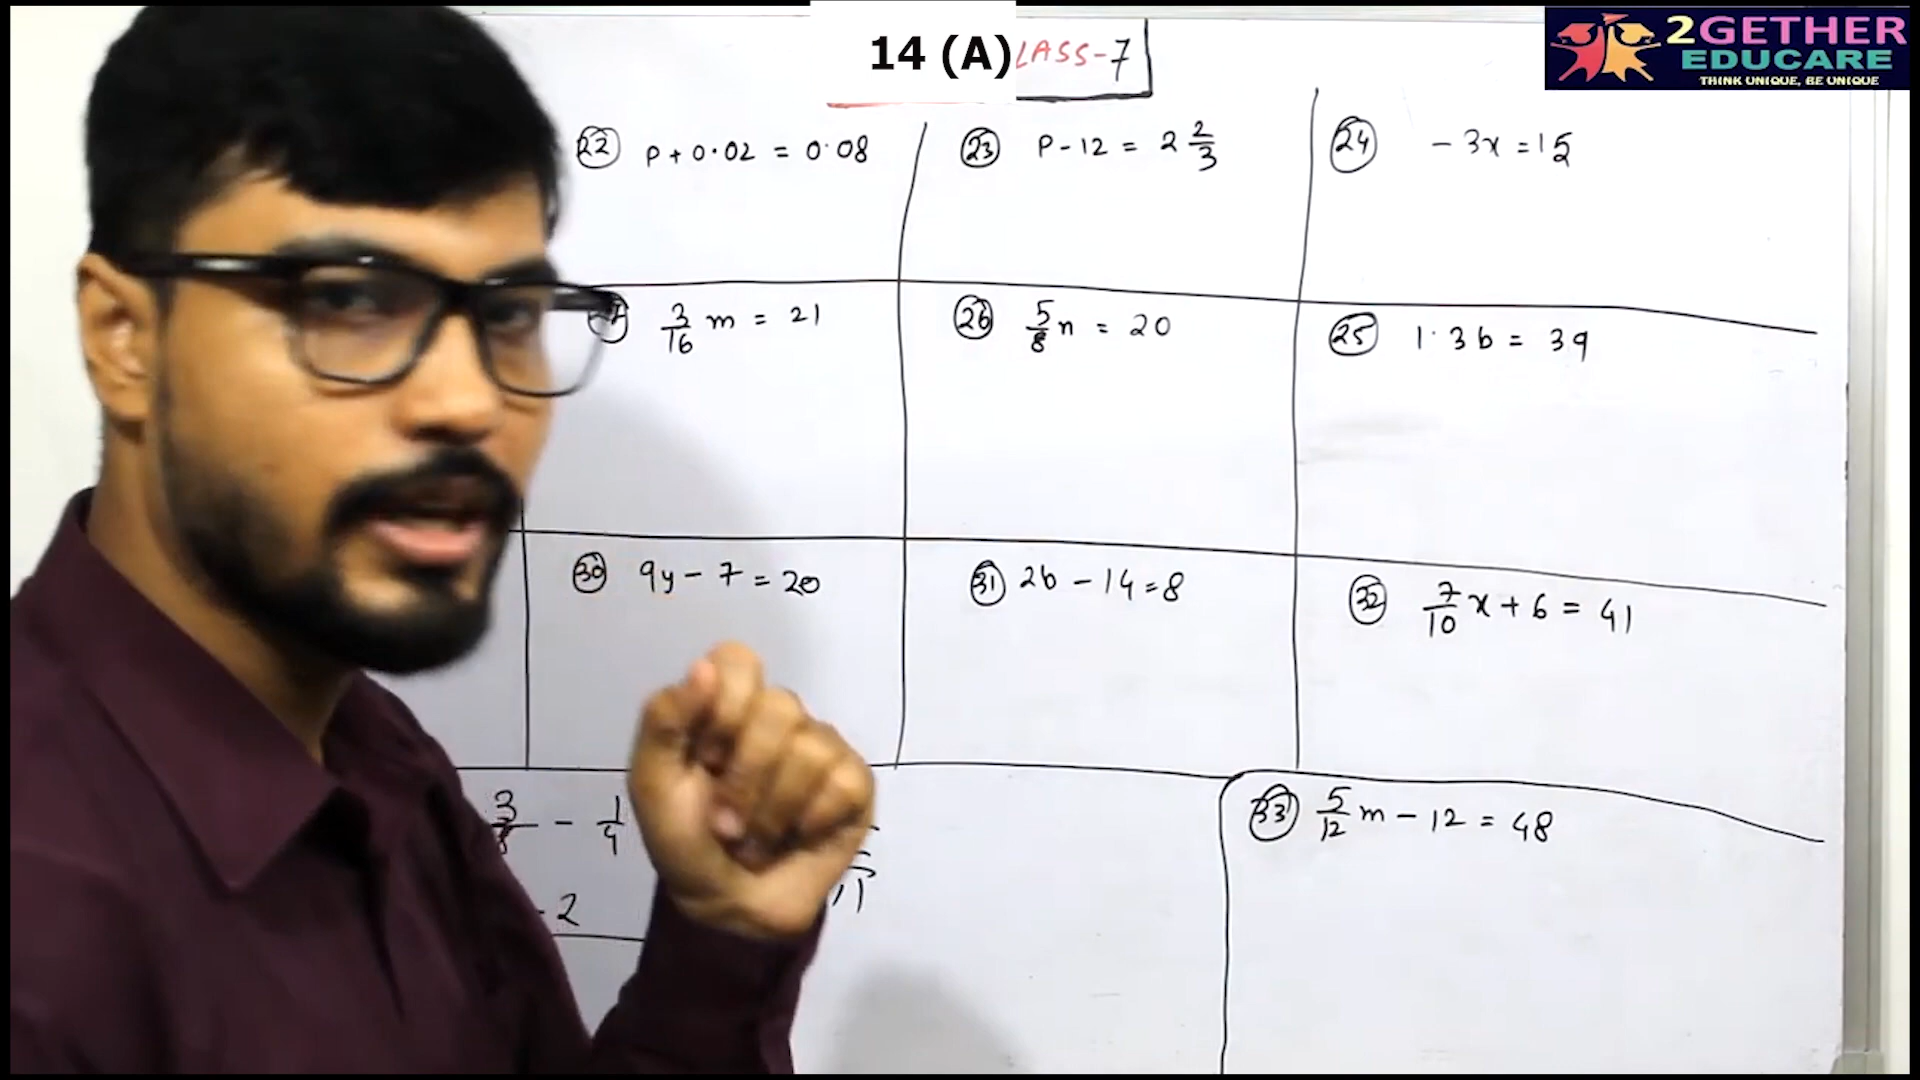 14 (A) LASS-7
2GETHER
EDUCARE
THINK UNIQUE, BE UNIQUE
22 P + 0.02 = 0.08
23 P - 12 = 2 2/3
24 - 3x = 15
3/16 m = 21
26 5/8 n = 20
25 1.3b = 39
30 9y - 7 = 20
31 2b - 14 = 8
32 7/10 x + 6 = 41
- 1/4
- 2
33 5/12 m - 12 = 48